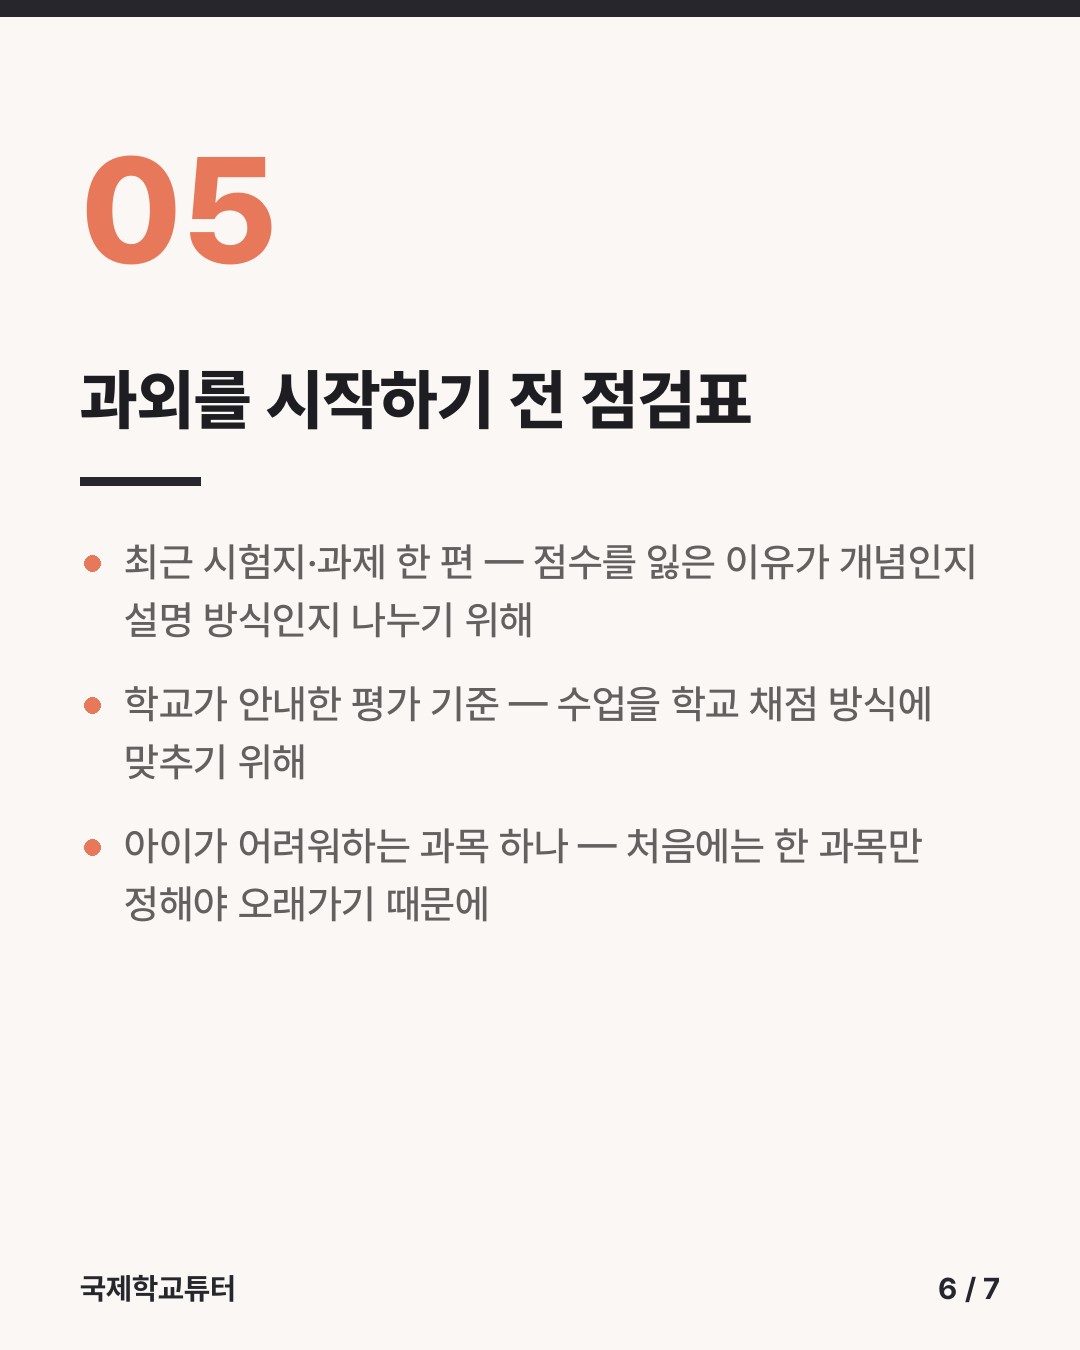 05
과외를 시작하기 전 점검표
최근 시험지·과제 한 편 — 점수를 잃은 이유가 개념인지
설명 방식인지 나누기 위해
학교가 안내한 평가 기준 — 수업을 학교 채점 방식에
맞추기 위해
아이가 어려워하는 과목 하나 — 처음에는 한 과목만
정해야 오래가기 때문에
국제학교튜터
6 / 7